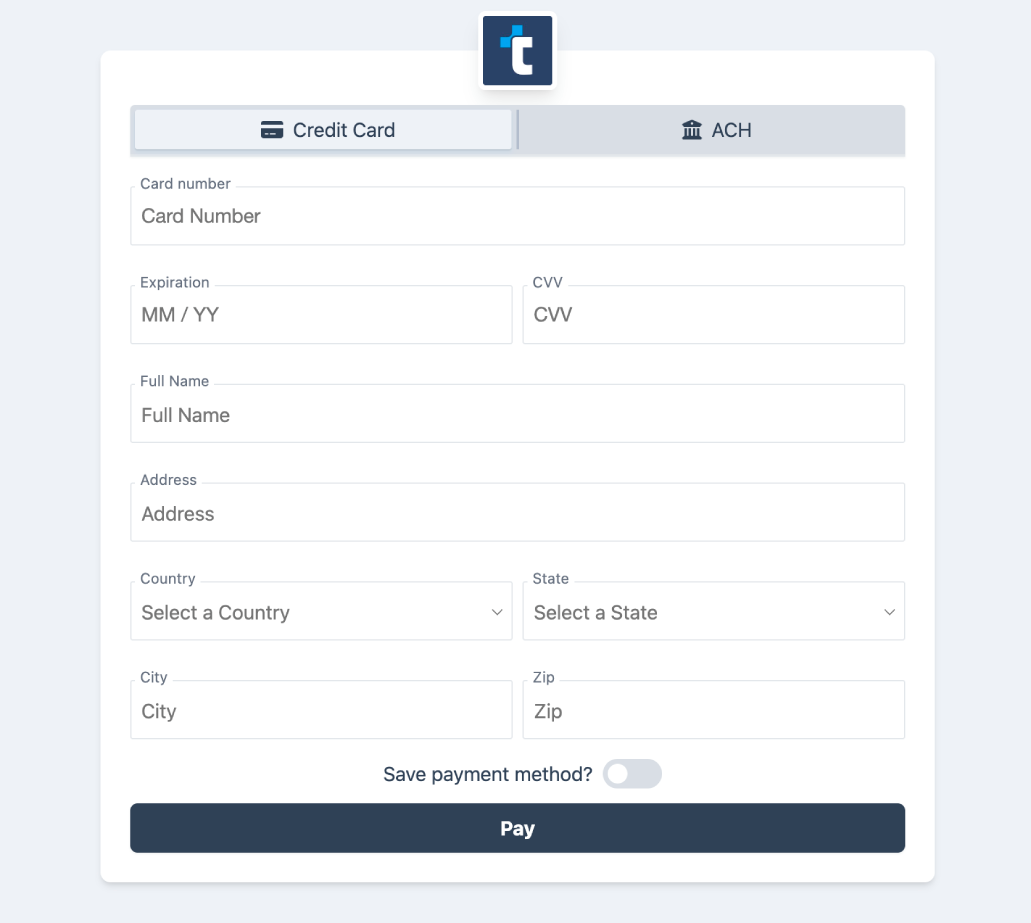 t
Credit Card ACH
Card number
Card Number
Expiration CVV
MM / YY CVV
Full Name
Full Name
Address
Address
Country State
Select a Country Select a State
City Zip
City Zip
Save payment method?
Pay